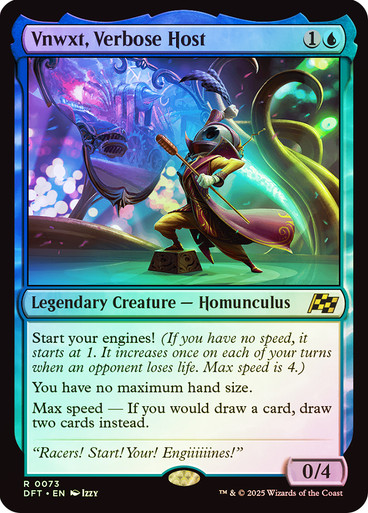 Vnwxt, Verbose Host 1
Legendary Creature — Homunculus
Start your engines! (If you have no speed, it
starts at 1. It increases once on each of your turns
when an opponent loses life. Max speed is 4.)
You have no maximum hand size.
Max speed — If you would draw a card, draw
two cards instead.
“Racers! Start! Your! Engiiiiiines!”
0/4
R 0073
DFT • EN Izzy
™ & © 2025 Wizards of the Coast